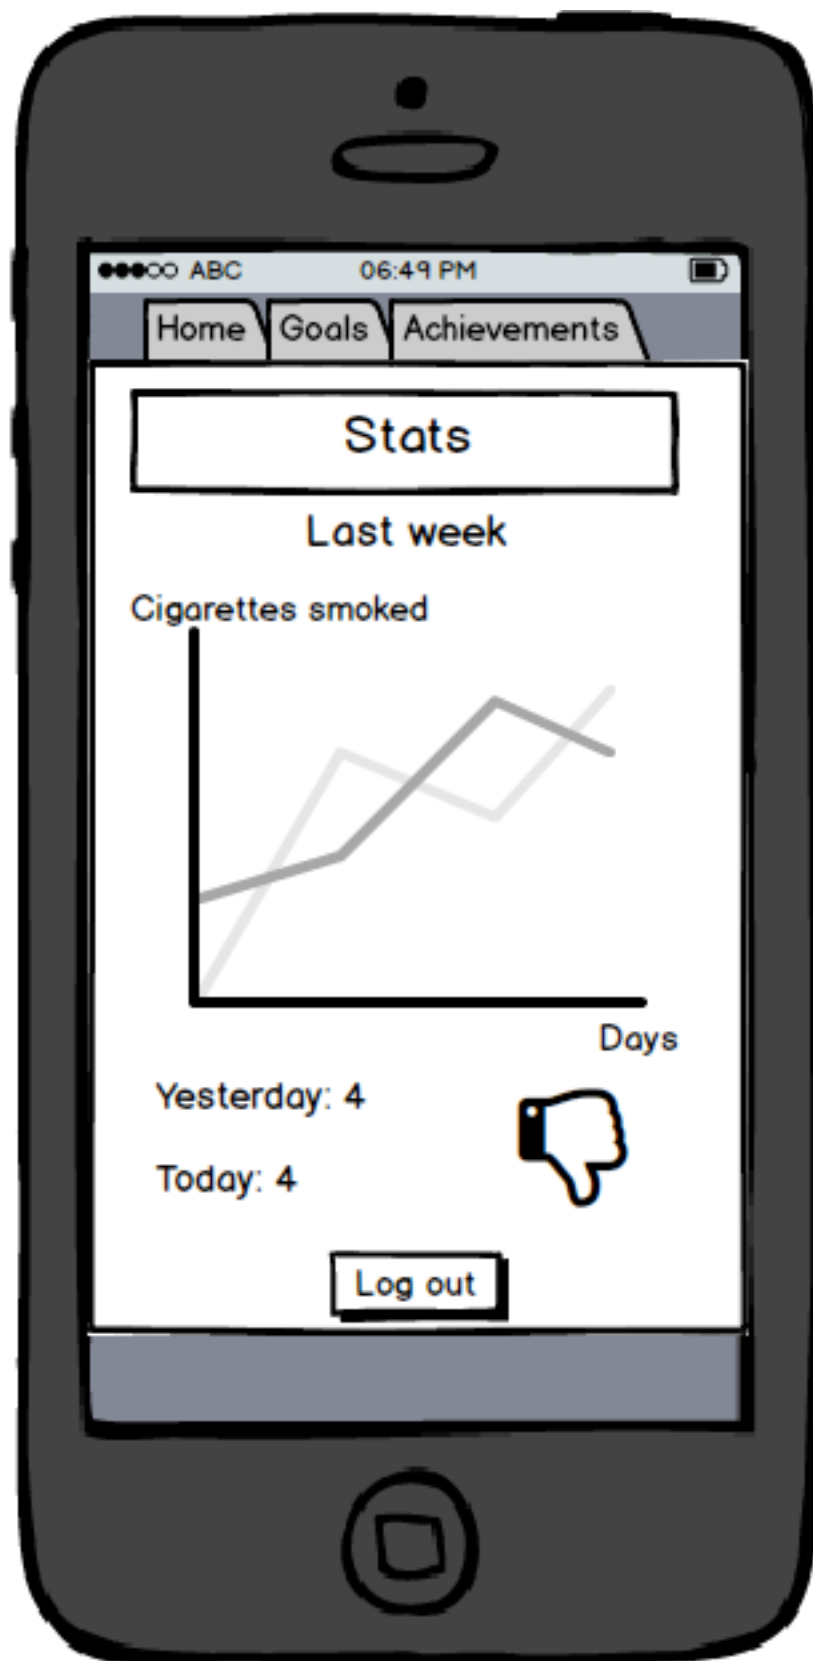 ABC 06:49 PM
Home Goals Achievements
Stats
Last week
Cigarettes smoked
Days
Yesterday: 4
Today: 4
Log out